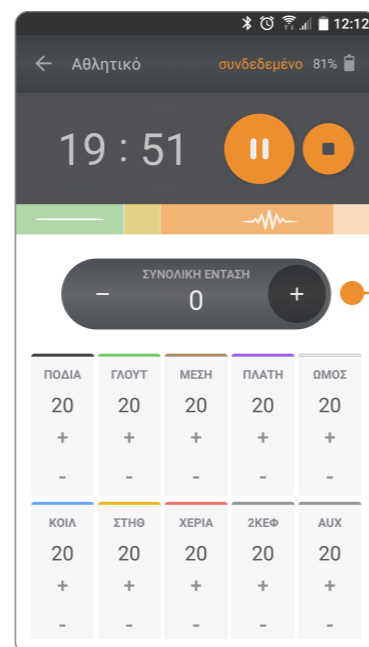 12:12
Αθλητικό συνδεδεμένο 81%
19 : 51
ΣΥΝΟΛΙΚΗ ΕΝΤΑΣΗ
− 0 +
ΠΟΔΙΑ ΓΛΟΥΤ ΜΕΣΗ ΠΛΑΤΗ ΩΜΟΣ
20 20 20 20 20
+ + + + +
- - - - -
ΚΟΙΛ ΣΤΗΘ ΧΕΡΙΑ 2ΚΕΦ AUX
20 20 20 20 20
+ + + + +
- - - - -